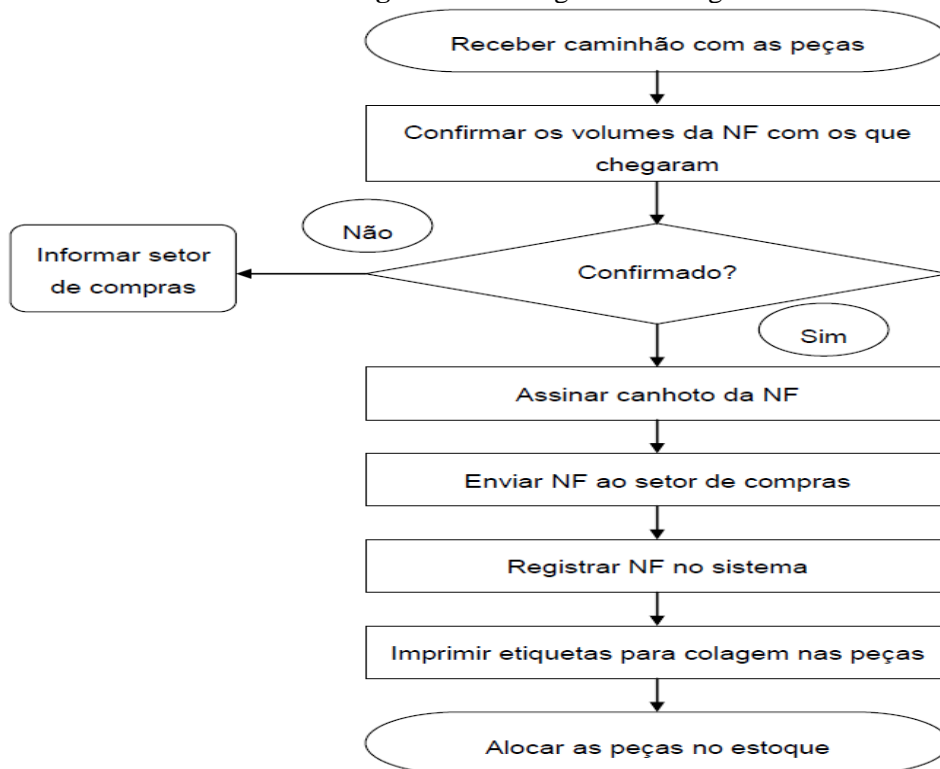 Receber caminhão com as peças
Confirmar os volumes da NF com os que
chegaram
Não
Informar setor
de compras
Confirmado?
Sim
Assinar canhoto da NF
Enviar NF ao setor de compras
Registrar NF no sistema
Imprimir etiquetas para colagem nas peças
Alocar as peças no estoque